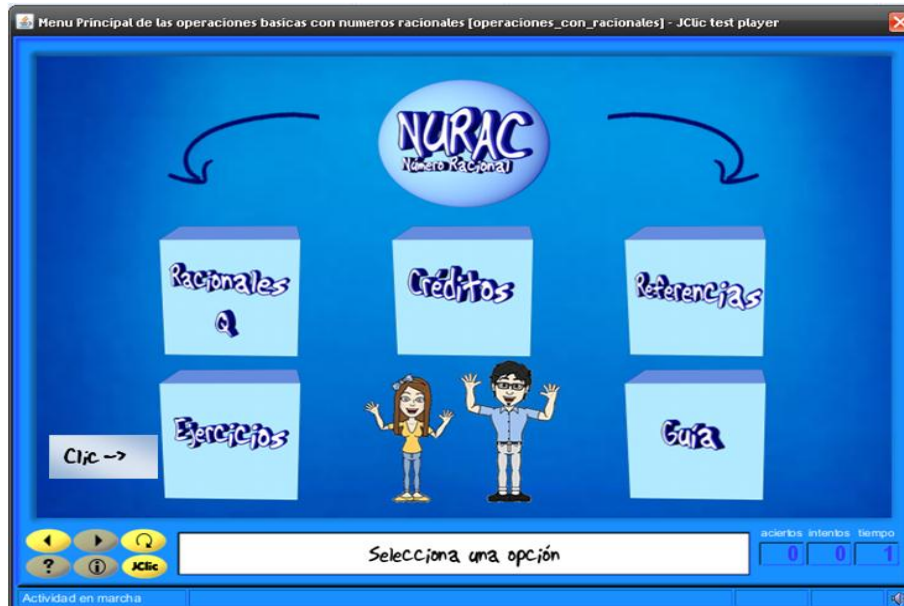 Menu Principal de las operaciones basicas con numeros racionales [operaciones_con_racionales] - JClic test player
NURAC
Número Racional
Racionales
Q
Créditos
Referencias
Ejercicios
Guía
Clic ->
Selecciona una opción
aciertos intentos tiempo
0 0 1
? i JClic
Actividad en marcha